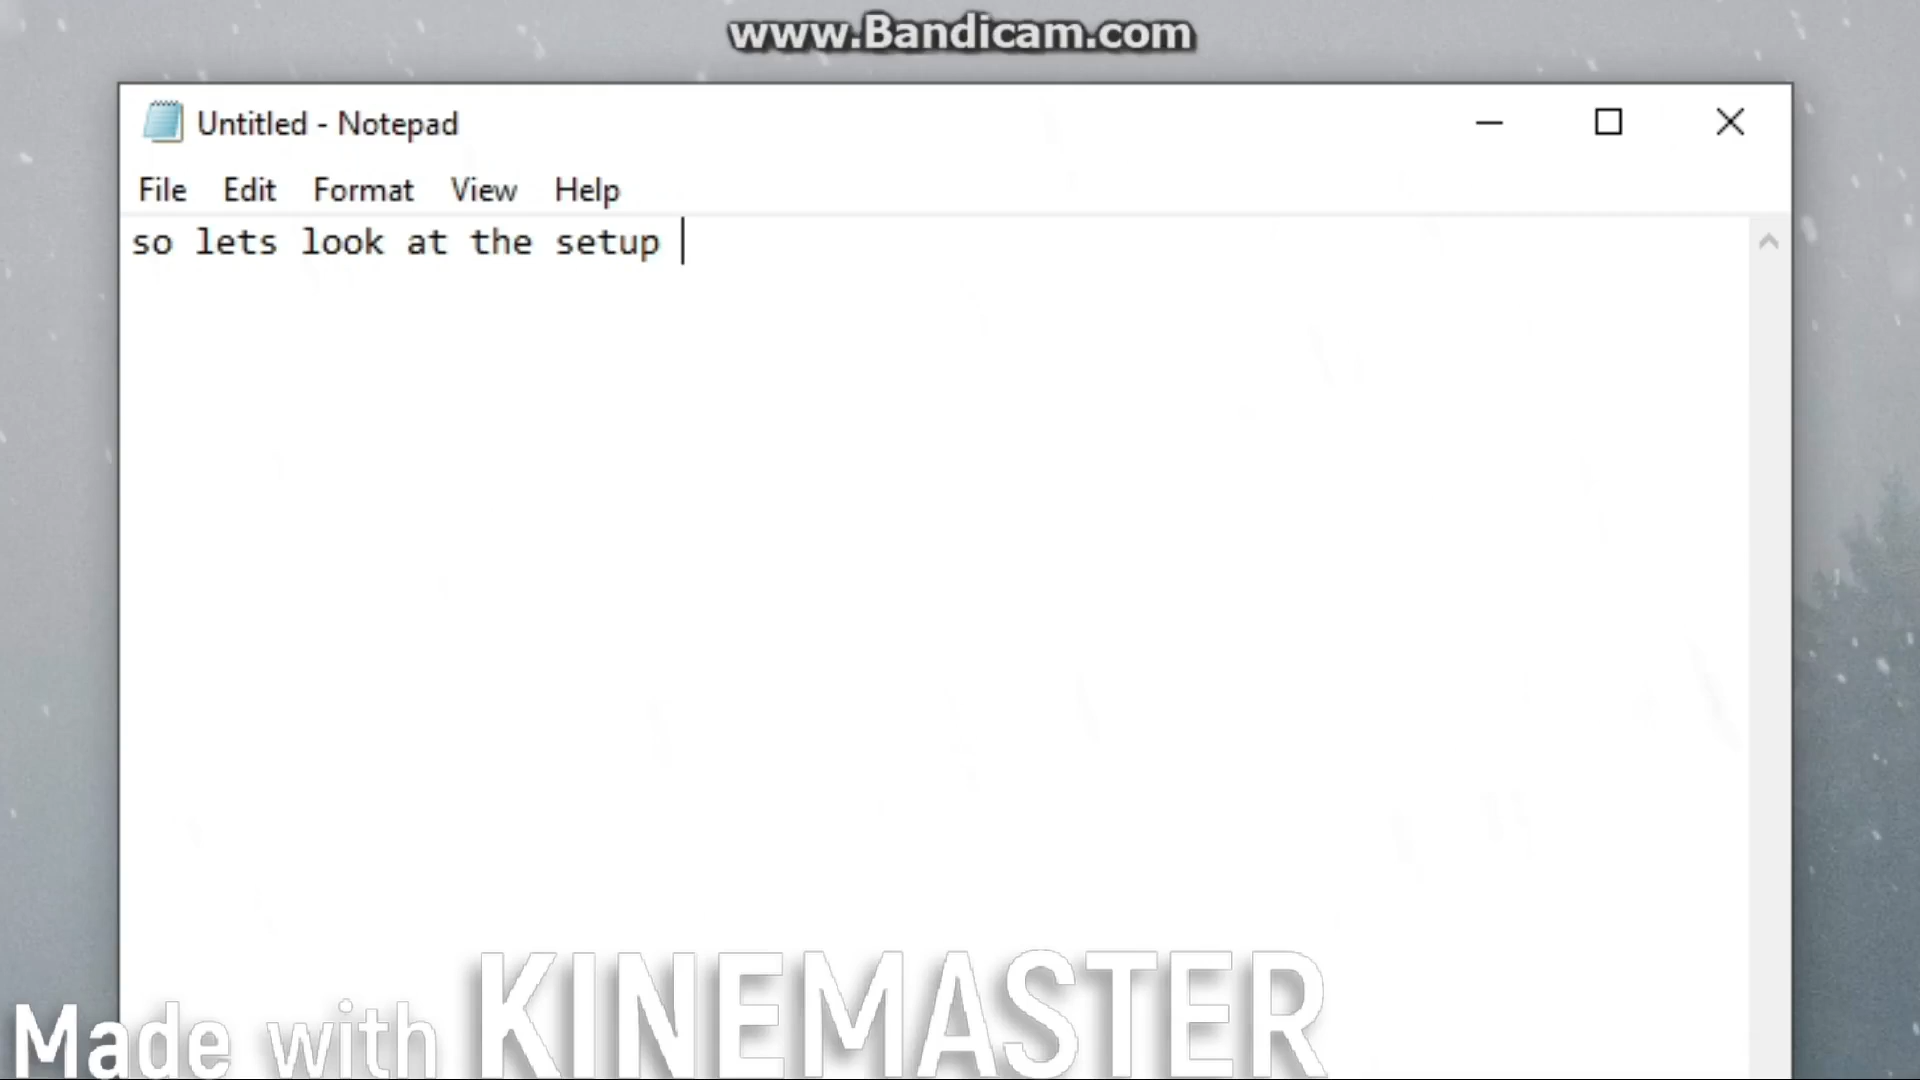 www.Bandicam.com
Untitled - Notepad
File Edit Format View Help
so lets look at the setup
Made with KINEMASTER